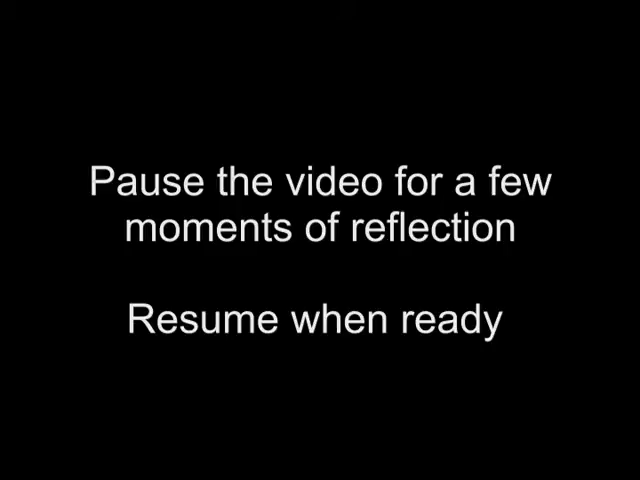 Pause the video for a few
moments of reflection
Resume when ready